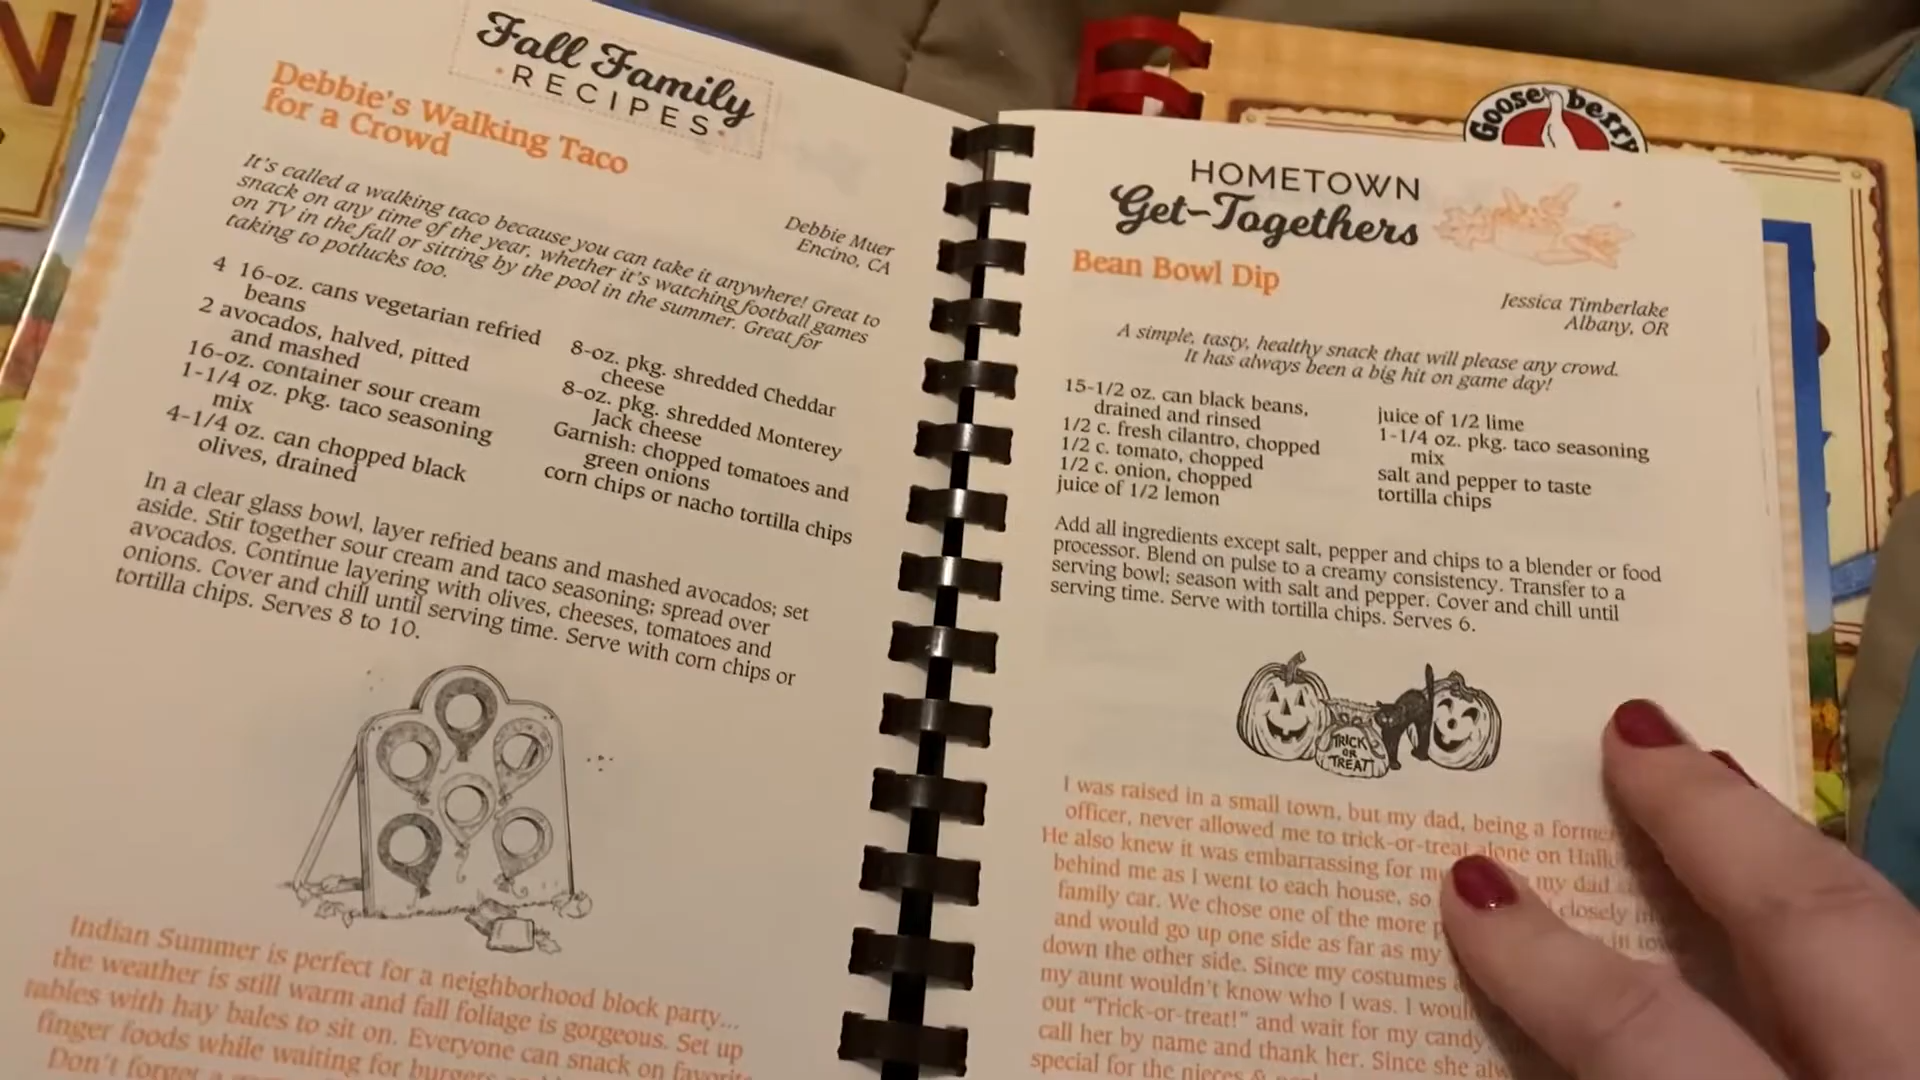 N
Fall Family
RECIPES
Debbie's Walking Taco
for a Crowd
Debbie Muer
Encino, CA
It's called a walking taco because you can take it anywhere! Great to
snack on any time of the year, whether it's watching football games
on TV in the fall or sitting by the pool in the summer. Great for
taking to potlucks too.
4 16-oz. cans vegetarian refried
beans
2 avocados, halved, pitted
and mashed
16-oz. container sour cream
1-1/4 oz. pkg. taco seasoning
mix
4-1/4 oz. can chopped black
olives, drained
8-oz. pkg. shredded Cheddar
cheese
8-oz. pkg. shredded Monterey
Jack cheese
Garnish: chopped tomatoes and
green onions
corn chips or nacho tortilla chips
In a clear glass bowl, layer refried beans and mashed avocados; set
aside. Stir together sour cream and taco seasoning; spread over
avocados. Continue layering with olives, cheeses, tomatoes and
onions. Cover and chill until serving time. Serve with corn chips or
tortilla chips. Serves 8 to 10.
Indian Summer is perfect for a neighborhood block party...
the weather is still warm and fall foliage is gorgeous. Set up
tables with hay bales to sit on. Everyone can snack on favorite
finger foods while waiting for burgers
Don't forget a
Gooseberry
HOMETOWN
Get-Togethers
Bean Bowl Dip
Jessica Timberlake
Albany, OR
A simple, tasty, healthy snack that will please any crowd.
It has always been a big hit on game day!
15-1/2 oz. can black beans,
drained and rinsed
1/2 c. fresh cilantro, chopped
1/2 c. tomato, chopped
1/2 c. onion, chopped
juice of 1/2 lemon
juice of 1/2 lime
1-1/4 oz. pkg. taco seasoning
mix
salt and pepper to taste
tortilla chips
Add all ingredients except salt, pepper and chips to a blender or food
processor. Blend on pulse to a creamy consistency. Transfer to a
serving bowl; season with salt and pepper. Cover and chill until
serving time. Serve with tortilla chips. Serves 6.
TRICK
OR
TREAT
I was raised in a small town, but my dad, being a former
officer, never allowed me to trick-or-treat alone on
He also knew it was embarrassing for my dad
behind me as I went to each house, so closely in
family car. We chose one of the more in
and would go up one side as far as my
down the other side. Since my costumes
my aunt wouldn't know who I was. I would
out "Trick-or-treat!" and wait for my candy
call her by name and thank her. Since she
special for the nieces &